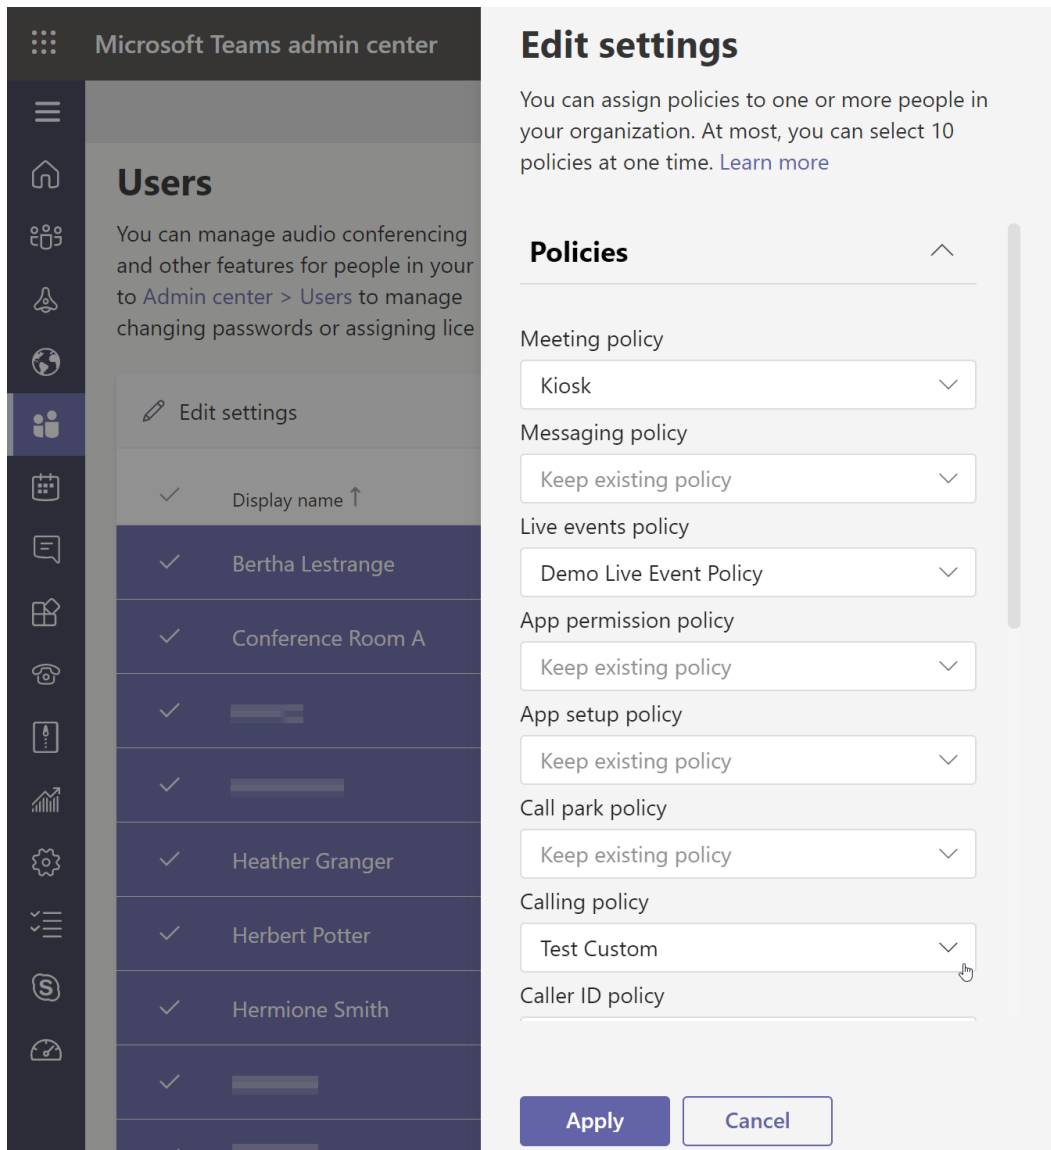 Microsoft Teams admin center
Users
You can manage audio conferencing
and other features for people in your
to Admin center > Users to manage
changing passwords or assigning lice
Edit settings
Display name ↑
Bertha Lestrange
Conference Room A
Heather Granger
Herbert Potter
Hermione Smith
Edit settings
You can assign policies to one or more people in
your organization. At most, you can select 10
policies at one time. Learn more
Policies
Meeting policy
Kiosk
Messaging policy
Keep existing policy
Live events policy
Demo Live Event Policy
App permission policy
Keep existing policy
App setup policy
Keep existing policy
Call park policy
Keep existing policy
Calling policy
Test Custom
Caller ID policy
Apply
Cancel